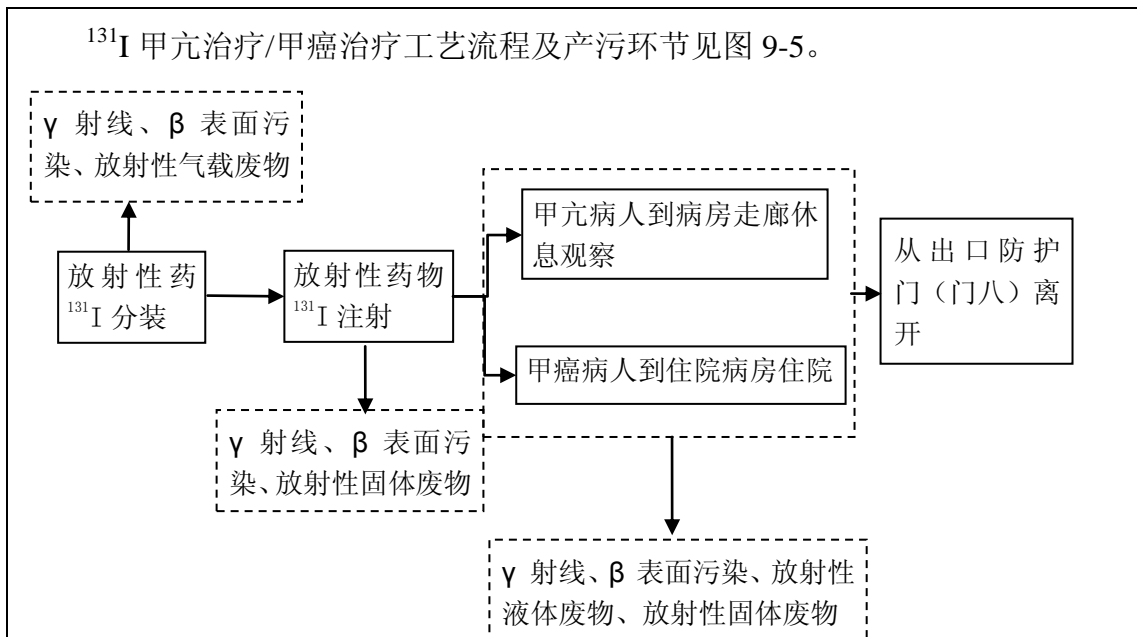 ¹³¹I 甲亢治疗/甲癌治疗工艺流程及产污环节见图 9-5。
γ 射线、β 表面污
染、放射性气载废物
放射性药
¹³¹I 分装
放射性药物
¹³¹I 注射
甲亢病人到病房走廊休
息观察
甲癌病人到住院病房住院
从出口防护
门（门八）离
开
γ 射线、β 表面污
染、放射性固体废物
γ 射线、β 表面污染、放射性
液体废物、放射性固体废物